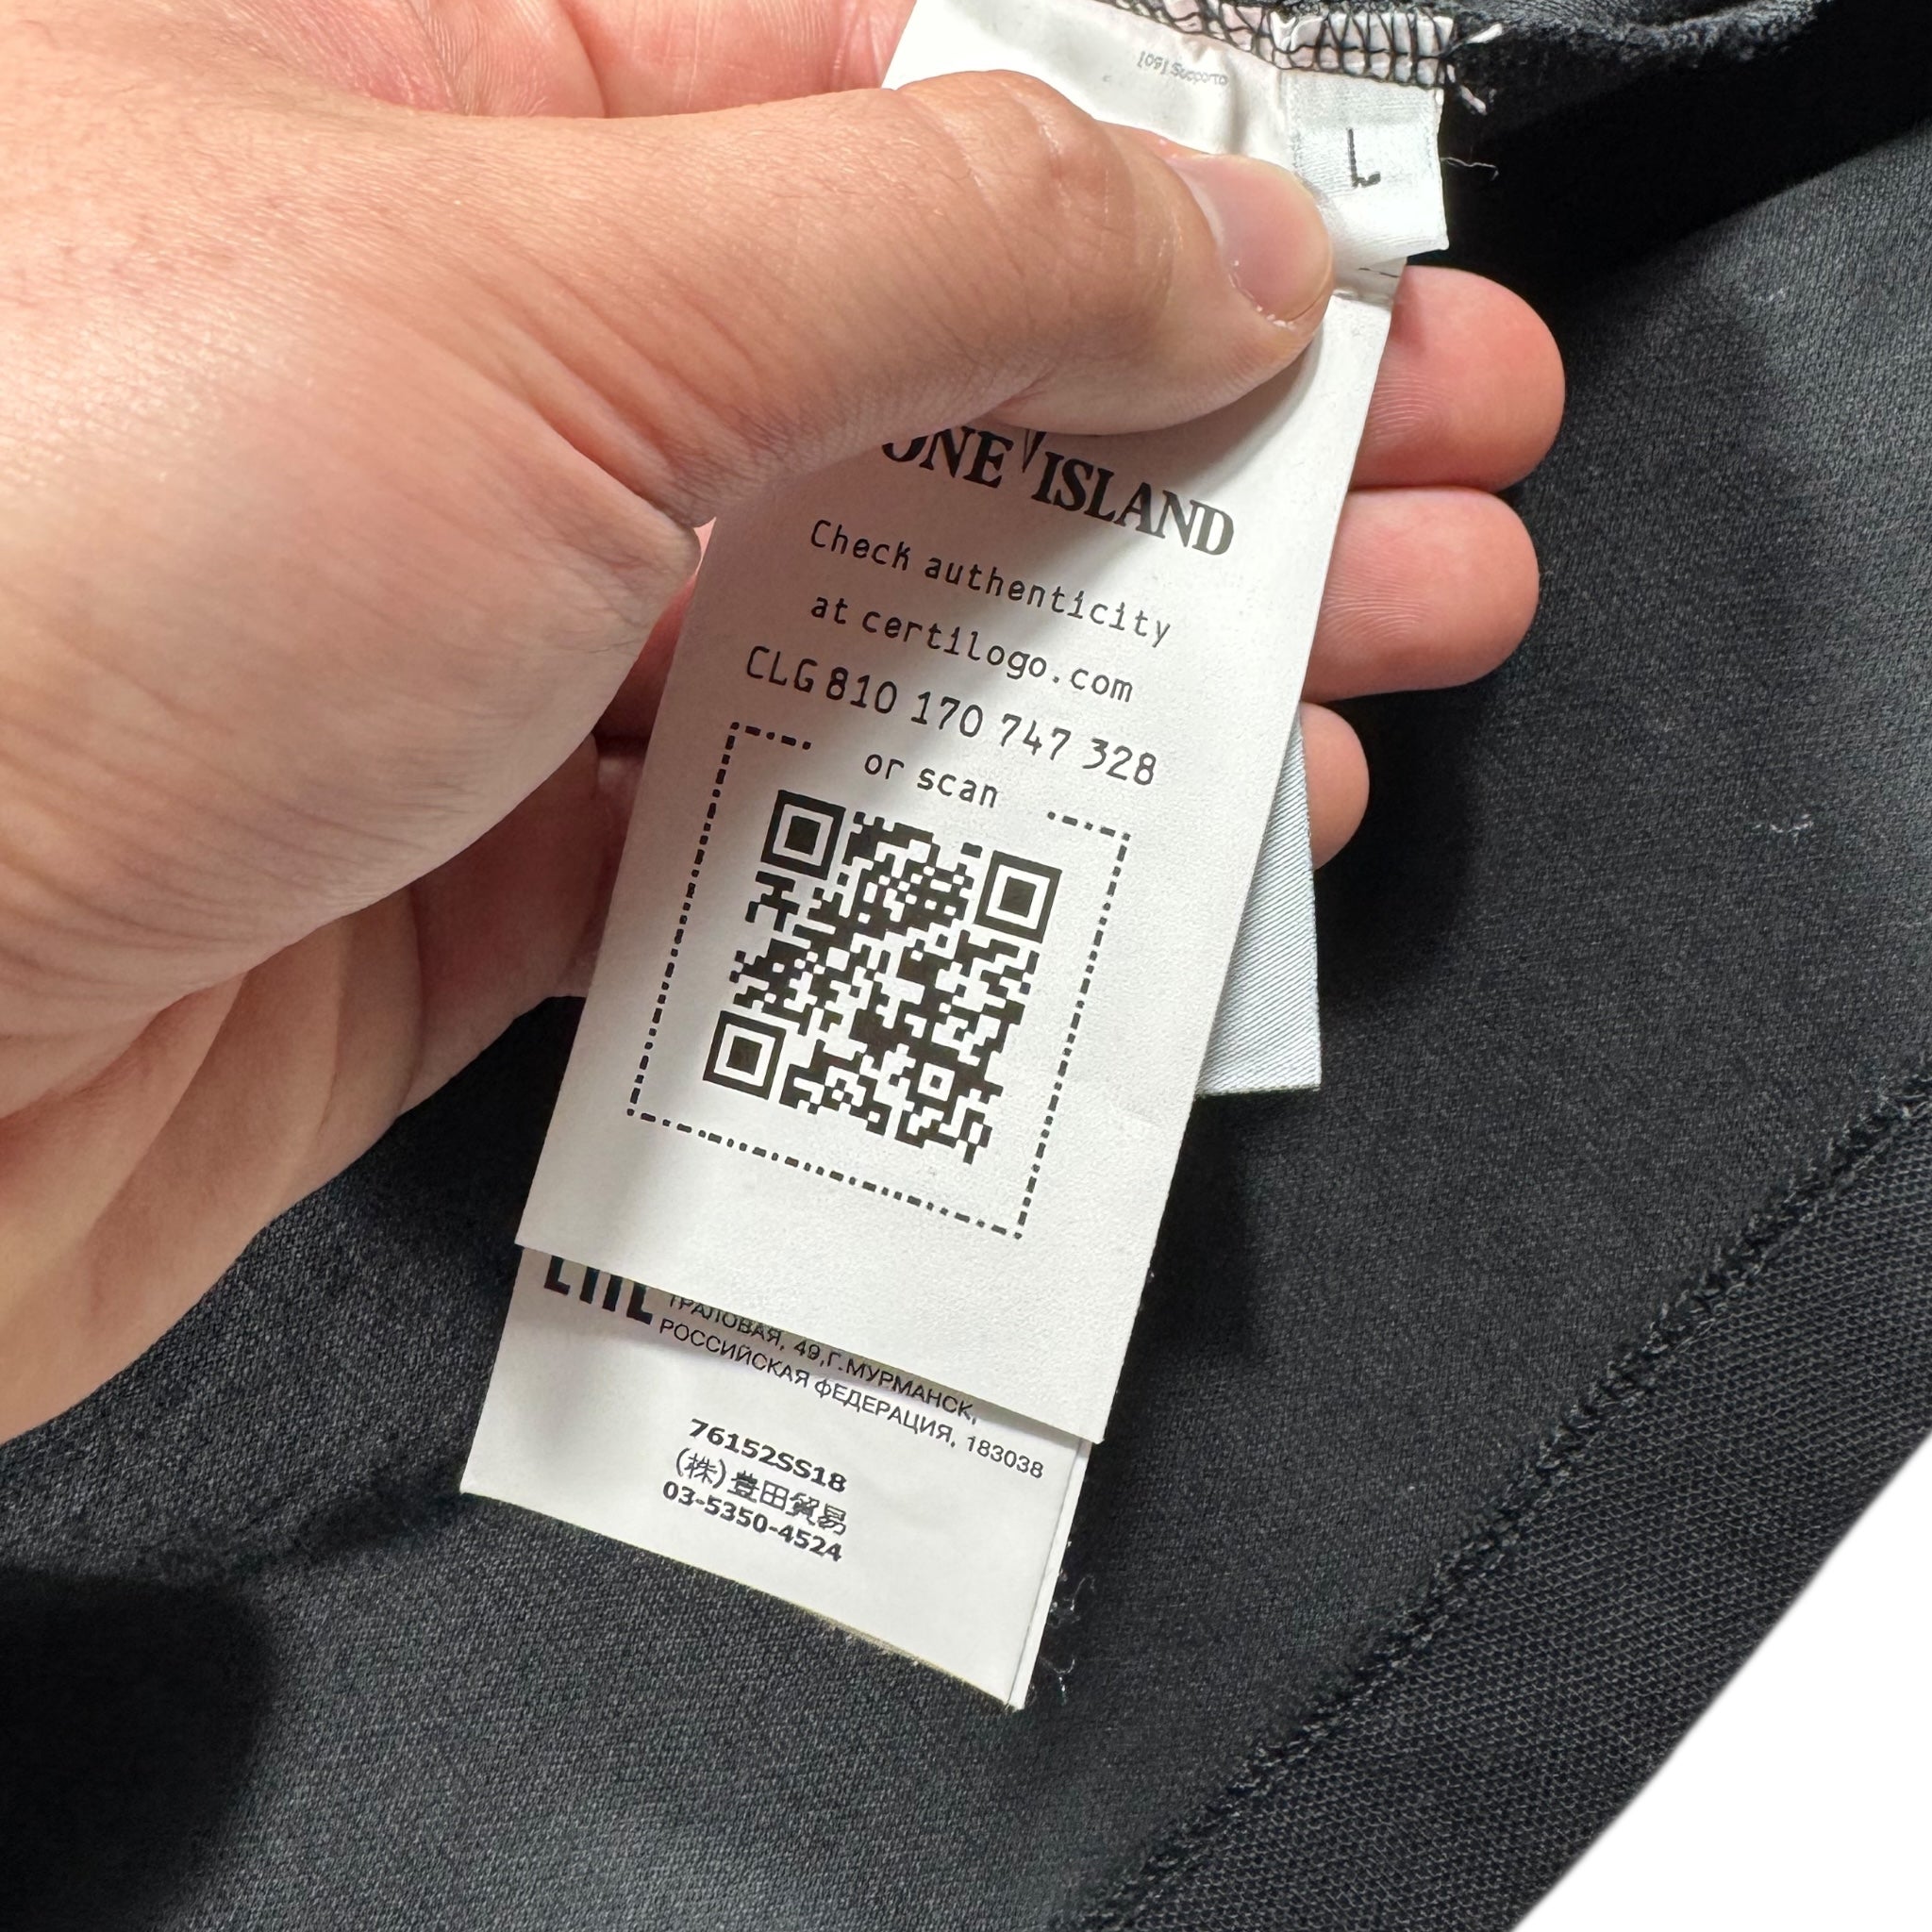 [09] Supporto
L
ONE ISLAND
Check authenticity
at certilogo.com
CLG 810 170 747 328
or scan
ТРАЛОВАЯ, 49,Г.МУРМАНСК,
РОССИЙСКАЯ ФЕДЕРАЦИЯ, 183038
76152SS18
(株)豊田貿易
03-5350-4524